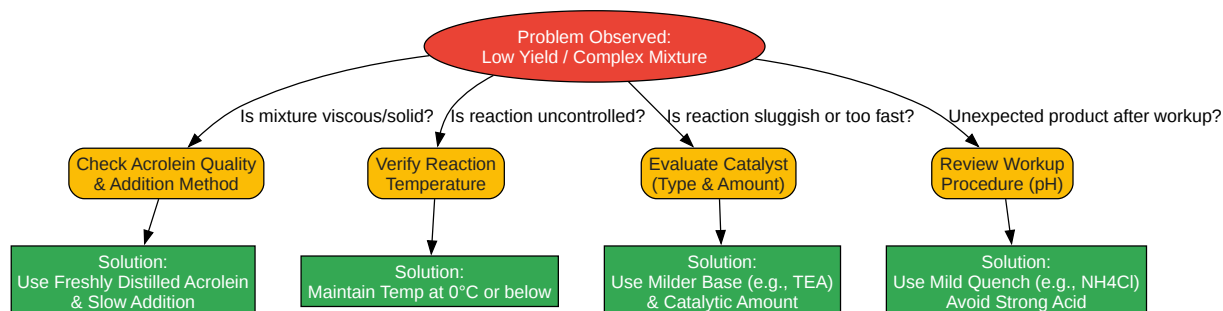 Problem Observed:
Low Yield / Complex Mixture
Is mixture viscous/solid?
Is reaction uncontrolled?
Is reaction sluggish or too fast?
Unexpected product after workup?
Check Acrolein Quality
& Addition Method
Verify Reaction
Temperature
Evaluate Catalyst
(Type & Amount)
Review Workup
Procedure (pH)
Solution:
Use Freshly Distilled Acrolein
& Slow Addition
Solution:
Maintain Temp at 0°C or below
Solution:
Use Milder Base (e.g., TEA)
& Catalytic Amount
Solution:
Use Mild Quench (e.g., NH4Cl)
Avoid Strong Acid